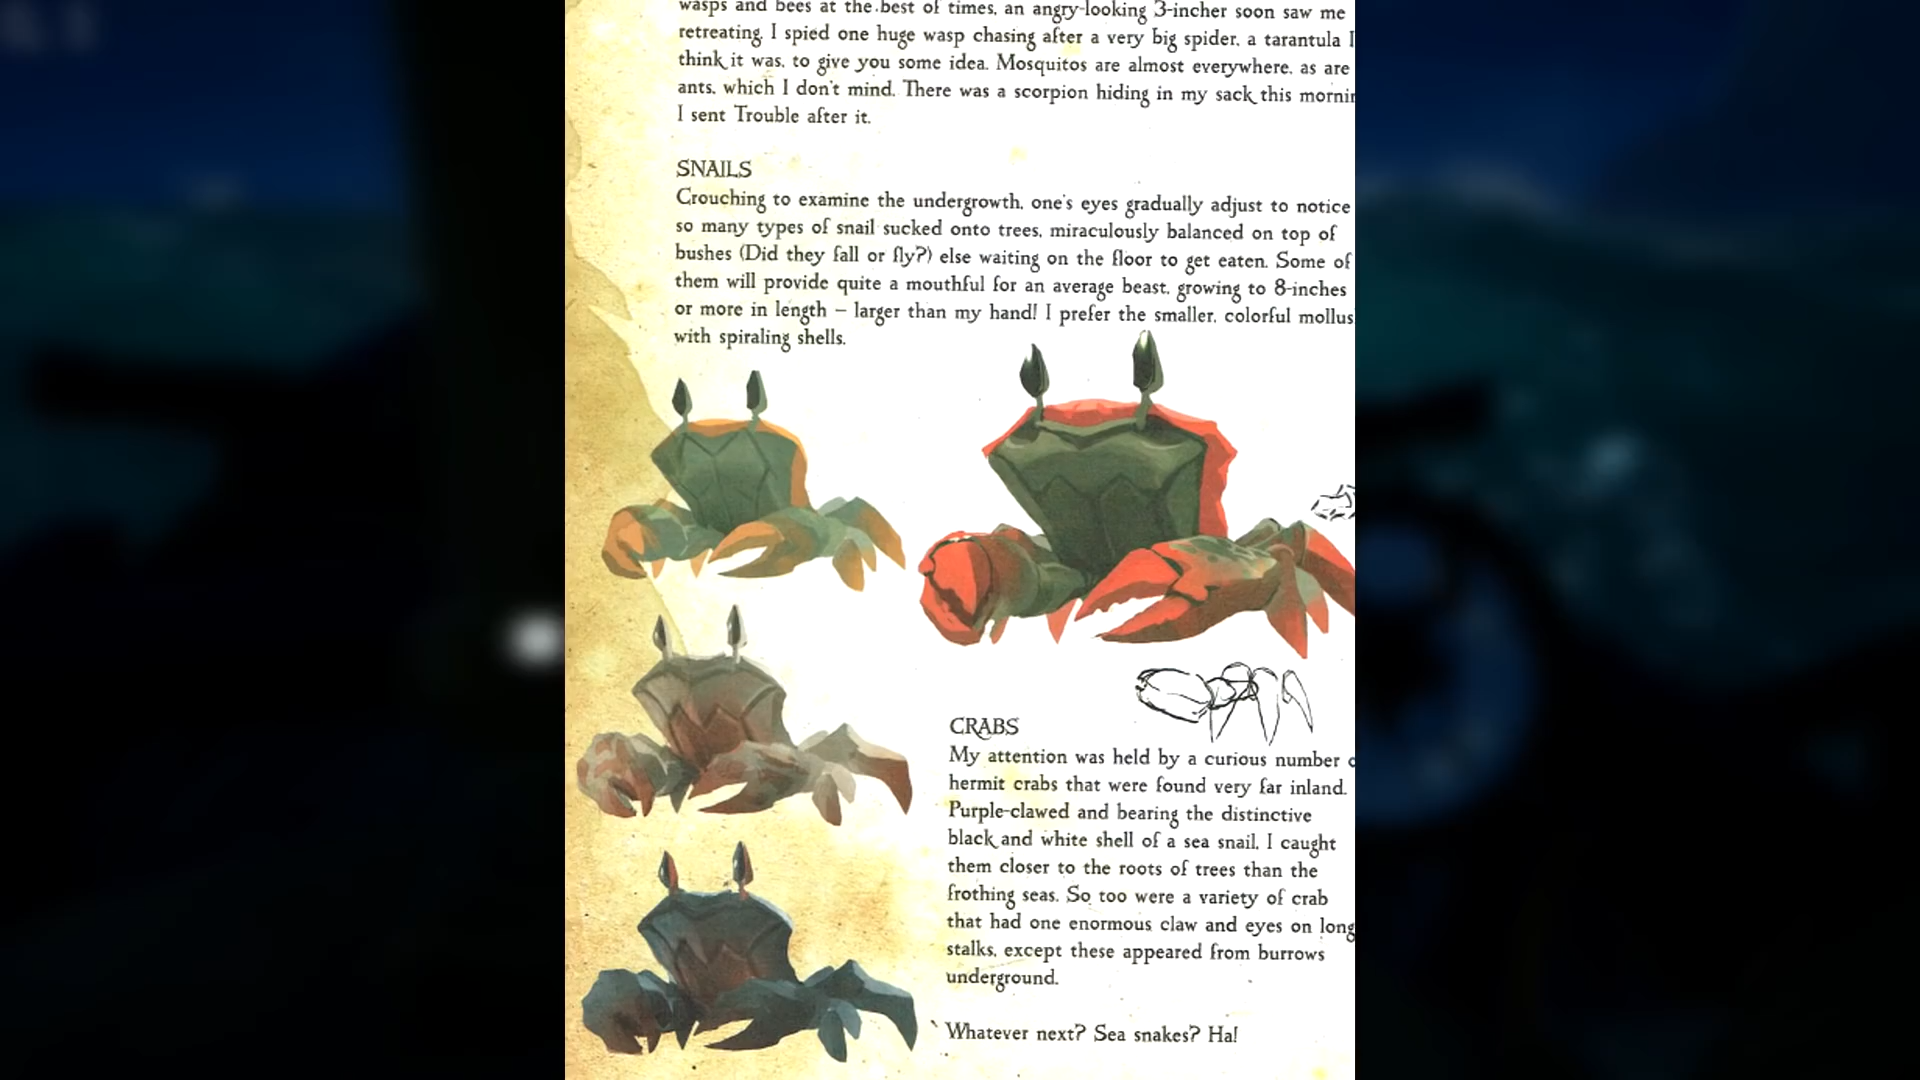 wasps and bees at the best of times, an angry-looking 3-incher soon saw me
retreating. I spied one huge wasp chasing after a very big spider, a tarantula I
think it was, to give you some idea. Mosquitos are almost everywhere, as are
ants, which I don't mind. There was a scorpion hiding in my sack this mornin
I sent Trouble after it.
SNAILS
Crouching to examine the undergrowth, one's eyes gradually adjust to notice
so many types of snail sucked onto trees, miraculously balanced on top of
bushes (Did they fall or fly?) else waiting on the floor to get eaten. Some of
them will provide quite a mouthful for an average beast, growing to 8-inches
or more in length – larger than my hand! I prefer the smaller, colorful mollus
with spiraling shells.
CRABS
My attention was held by a curious number o
hermit crabs that were found very far inland.
Purple-clawed and bearing the distinctive
black and white shell of a sea snail, I caught
them closer to the roots of trees than the
frothing seas. So too were a variety of crab
that had one enormous claw and eyes on long
stalks, except these appeared from burrows
underground.
Whatever next? Sea snakes? Ha!